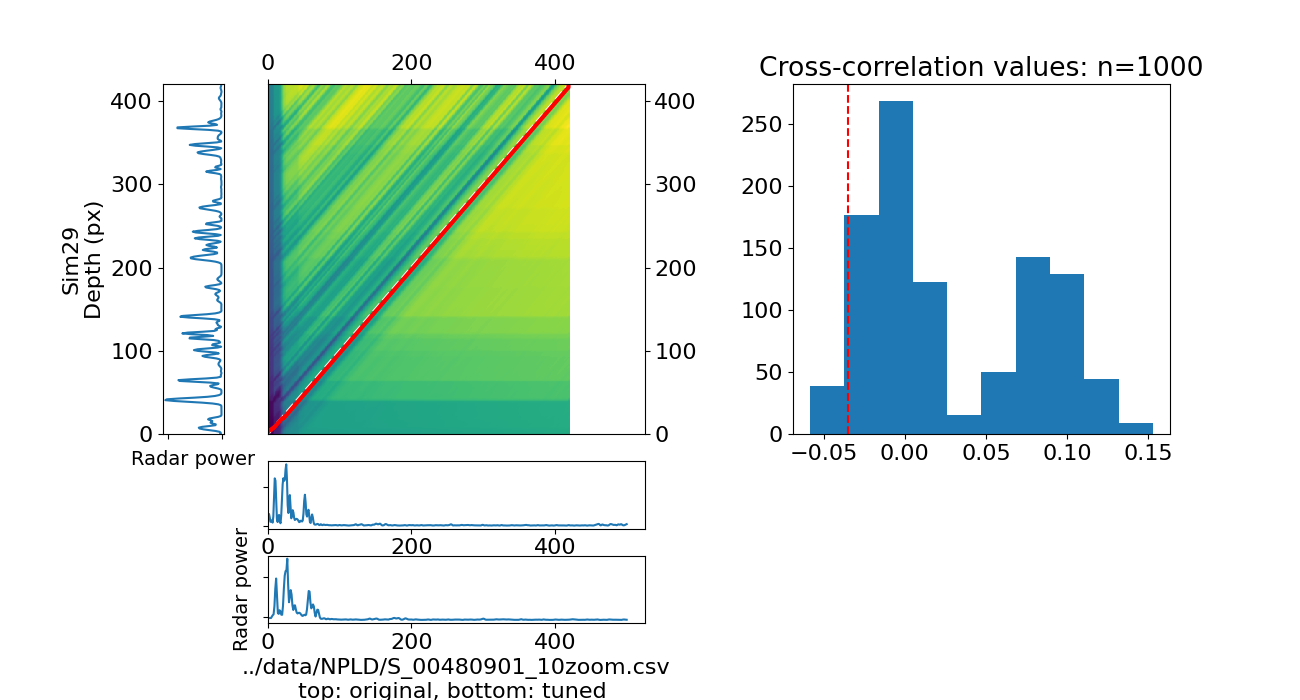 0 200 400
Cross-correlation values: n=1000
400 300 200 100 0
Sim29
Depth (px)
Radar power
400 300 200 100 0
250 200 150 100 50 0
−0.05 0.00 0.05 0.10 0.15
0 200 400
Radar power
0 200 400
../data/NPLD/S_00480901_10zoom.csv
top: original, bottom: tuned